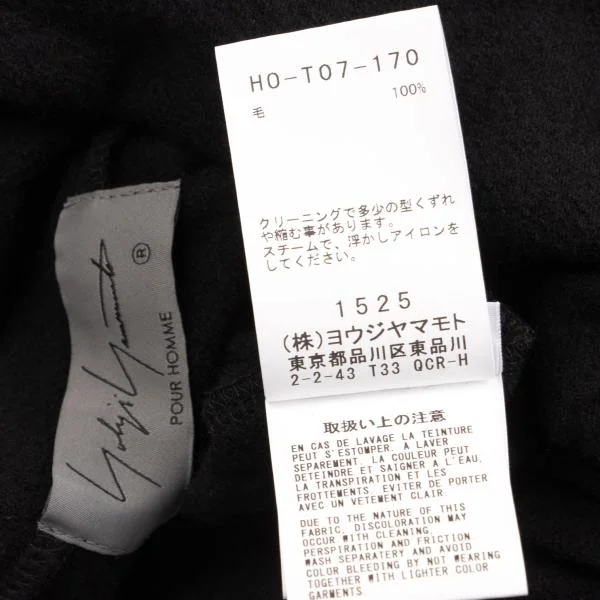 HO-T07-170
毛 100%
クリーニングで多少の型くずれ
や縮む事があります。
スチームで、浮かしアイロンを
してください。
1525
(株)ヨウジヤマモト
東京都品川区東品川
2-2-43 T33 QCR-H
取扱い上の注意
EN CAS DE LAVAGE LA TEINTURE
PEUT S'ESTOMPER. A LAVER
SEPAREMENT. LA COULEUR PEUT
DETEINDRE ET SAIGNER A L'EAU,
LA TRANSPIRATION ET LES
FROTTEMENTS. EVITER DE PORTER
AVEC UN VETEMENT CLAIR.
DUE TO THE NATURE OF THIS
FABRIC, DISCOLORATION MAY
OCCUR WITH CLEANING,
PERSPIRATION AND FRICTION.
WASH SEPARATERY AND AVOID
COLOR BLEEDING BY NOT WEARING
TOGETHER WITH LIGHTER COLOR
GARMENTS.
Yohji Yamamoto ®
POUR HOMME